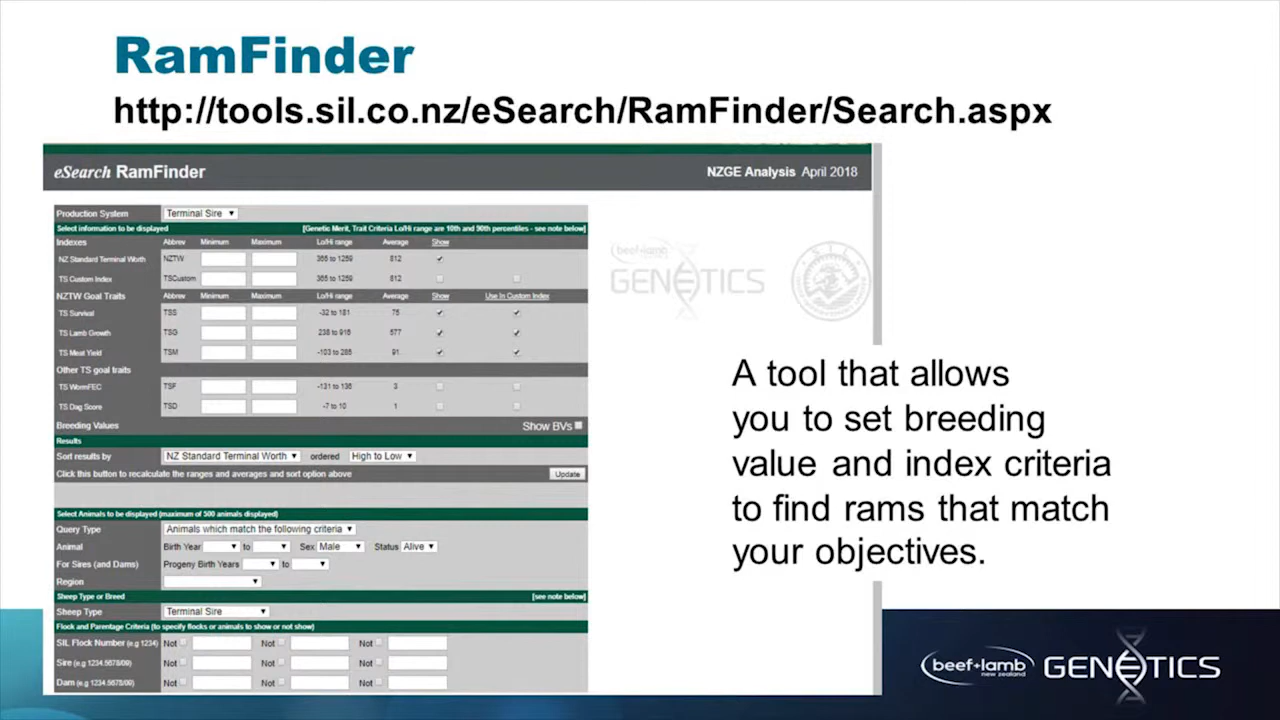 RamFinder
http://tools.sil.co.nz/eSearch/RamFinder/Search.aspx
eSearch RamFinder NZGE Analysis April 2018
Production System Terminal Sire
Select information to be displayed [Genetic Merit, Trait Criteria Lo/Hi range are 10th and 90th percentiles - see note below]
Indexes Abbrev Minimum Maximum Lo/Hi range Average Show
NZ Standard Terminal Worth NZTW 365 to 1259 812
TS Custom Index TSCustom 365 to 1259 812
NZTW Goal Traits Abbrev Minimum Maximum Lo/Hi range Average Show Use In Custom Index
TS Survival TSS -32 to 181 75
TS Lamb Growth TSG 238 to 916 577
TS Meat Yield TSM -103 to 285 91
Other TS goal traits
TS WormFEC TSF -131 to 136 3
TS Dag Score TSD -7 to 10 1
Breeding Values Show BVs
Results
Sort results by NZ Standard Terminal Worth ordered High to Low
Click this button to recalculate the ranges and averages and sort option above Update
Select Animals to be displayed (maximum of 500 animals displayed)
Query Type Animals which match the following criteria
Animal Birth Year to Sex Male Status Alive
For Sires (and Dams) Progeny Birth Years to
Region
Sheep Type or Breed [see note below]
Sheep Type Terminal Sire
Flock and Parentage Criteria (to specify flocks or animals to show or not show)
SIL Flock Number (e.g 1234) Not Not Not
Sire (e.g 1234.5678/09) Not Not Not
Dam (e.g 1234.5678/09) Not Not Not
beef+lamb
GENETICS
A tool that allows
you to set breeding
value and index criteria
to find rams that match
your objectives.
beef+lamb
new zealand
GENETICS